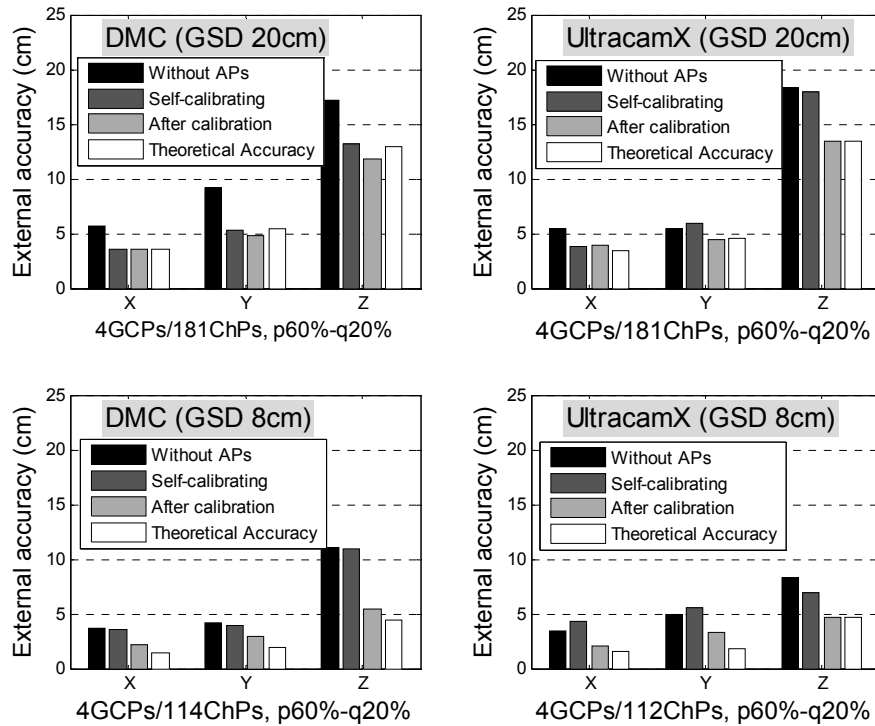 DMC (GSD 20cm)
External accuracy (cm)
25
20
15
10
5
0
Without APs
Self-calibrating
After calibration
Theoretical Accuracy
X Y Z
4GCPs/181ChPs, p60%-q20%
UltracamX (GSD 20cm)
External accuracy (cm)
25
20
15
10
5
0
Without APs
Self-calibrating
After calibration
Theoretical Accuracy
X Y Z
4GCPs/181ChPs, p60%-q20%
DMC (GSD 8cm)
External accuracy (cm)
25
20
15
10
5
0
Without APs
Self-calibrating
After calibration
Theoretical Accuracy
X Y Z
4GCPs/114ChPs, p60%-q20%
UltracamX (GSD 8cm)
External accuracy (cm)
25
20
15
10
5
0
Without APs
Self-calibrating
After calibration
Theoretical Accuracy
X Y Z
4GCPs/112ChPs, p60%-q20%